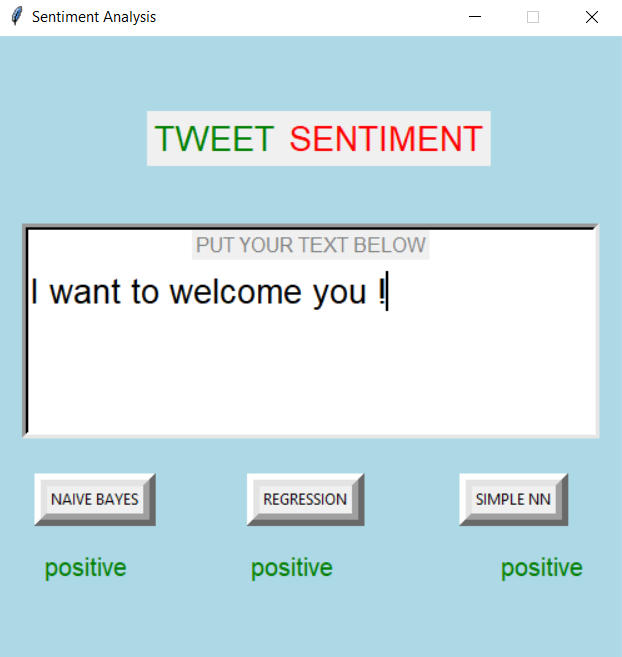 Sentiment Analysis
TWEET SENTIMENT
PUT YOUR TEXT BELOW
I want to welcome you !
NAIVE BAYES REGRESSION SIMPLE NN
positive positive positive